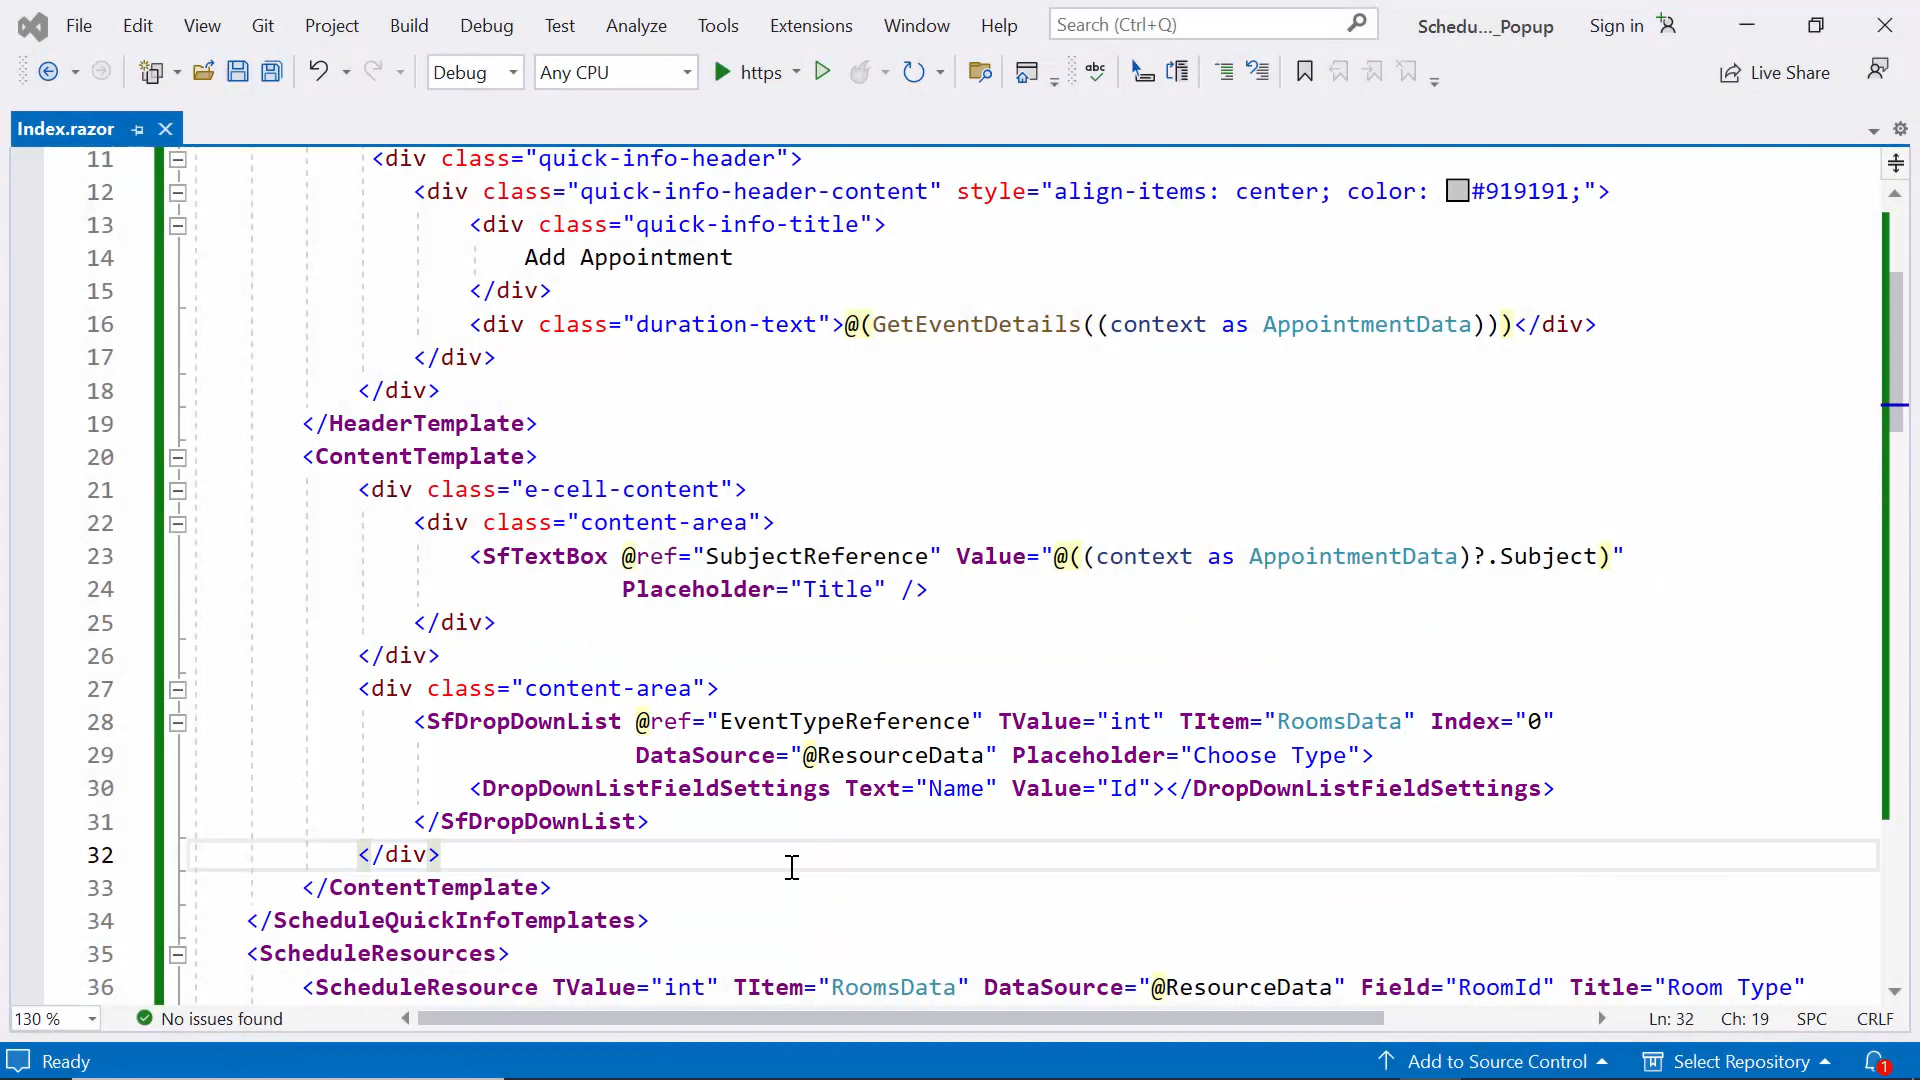 File Edit View Git Project Build Debug Test Analyze Tools Extensions Window Help Search (Ctrl+Q) Schedu..._Popup Sign in
Debug Any CPU https abc Live Share
Index.razor
11 <div class="quick-info-header">
12 <div class="quick-info-header-content" style="align-items: center; color: #919191;">
13 <div class="quick-info-title">
14 Add Appointment
15 </div>
16 <div class="duration-text">@(GetEventDetails((context as AppointmentData)))</div>
17 </div>
18 </div>
19 </HeaderTemplate>
20 <ContentTemplate>
21 <div class="e-cell-content">
22 <div class="content-area">
23 <SfTextBox @ref="SubjectReference" Value="@((context as AppointmentData)?.Subject)"
24 Placeholder="Title" />
25 </div>
26 </div>
27 <div class="content-area">
28 <SfDropDownList @ref="EventTypeReference" TValue="int" TItem="RoomsData" Index="0"
29 DataSource="@ResourceData" Placeholder="Choose Type">
30 <DropDownListFieldSettings Text="Name" Value="Id"></DropDownListFieldSettings>
31 </SfDropDownList>
32 </div>
33 </ContentTemplate>
34 </ScheduleQuickInfoTemplates>
35 <ScheduleResources>
36 <ScheduleResource TValue="int" TItem="RoomsData" DataSource="@ResourceData" Field="RoomId" Title="Room Type"
130 % No issues found Ln: 32 Ch: 19 SPC CRLF
Ready Add to Source Control Select Repository 1